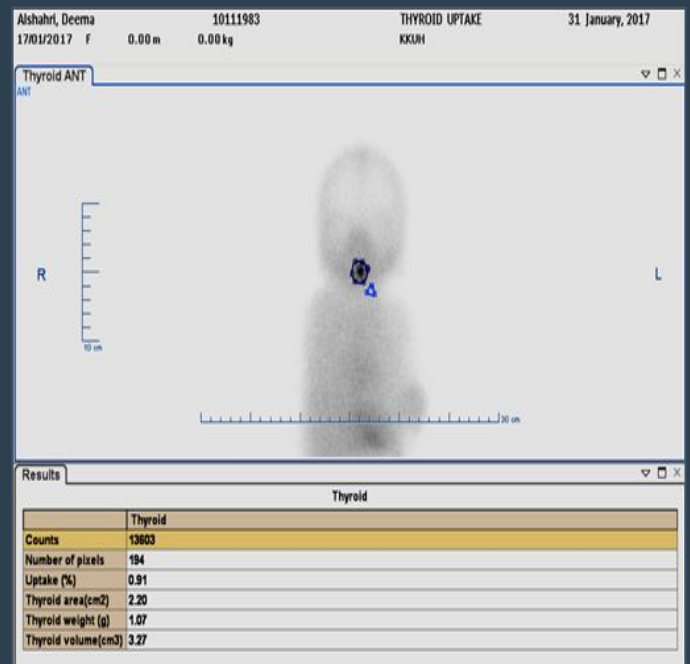 Alshahri, Deema 10111983 THYROID UPTAKE 31 January, 2017
17/01/2017 F 0.00 m 0.00 kg KKUH
Thyroid ANT
ANT
R
L
10 cm
30 cm
Results
Thyroid
Thyroid
Counts 13603
Number of pixels 194
Uptake (%) 0.91
Thyroid area(cm2) 2.20
Thyroid weight (g) 1.07
Thyroid volume(cm3) 3.27